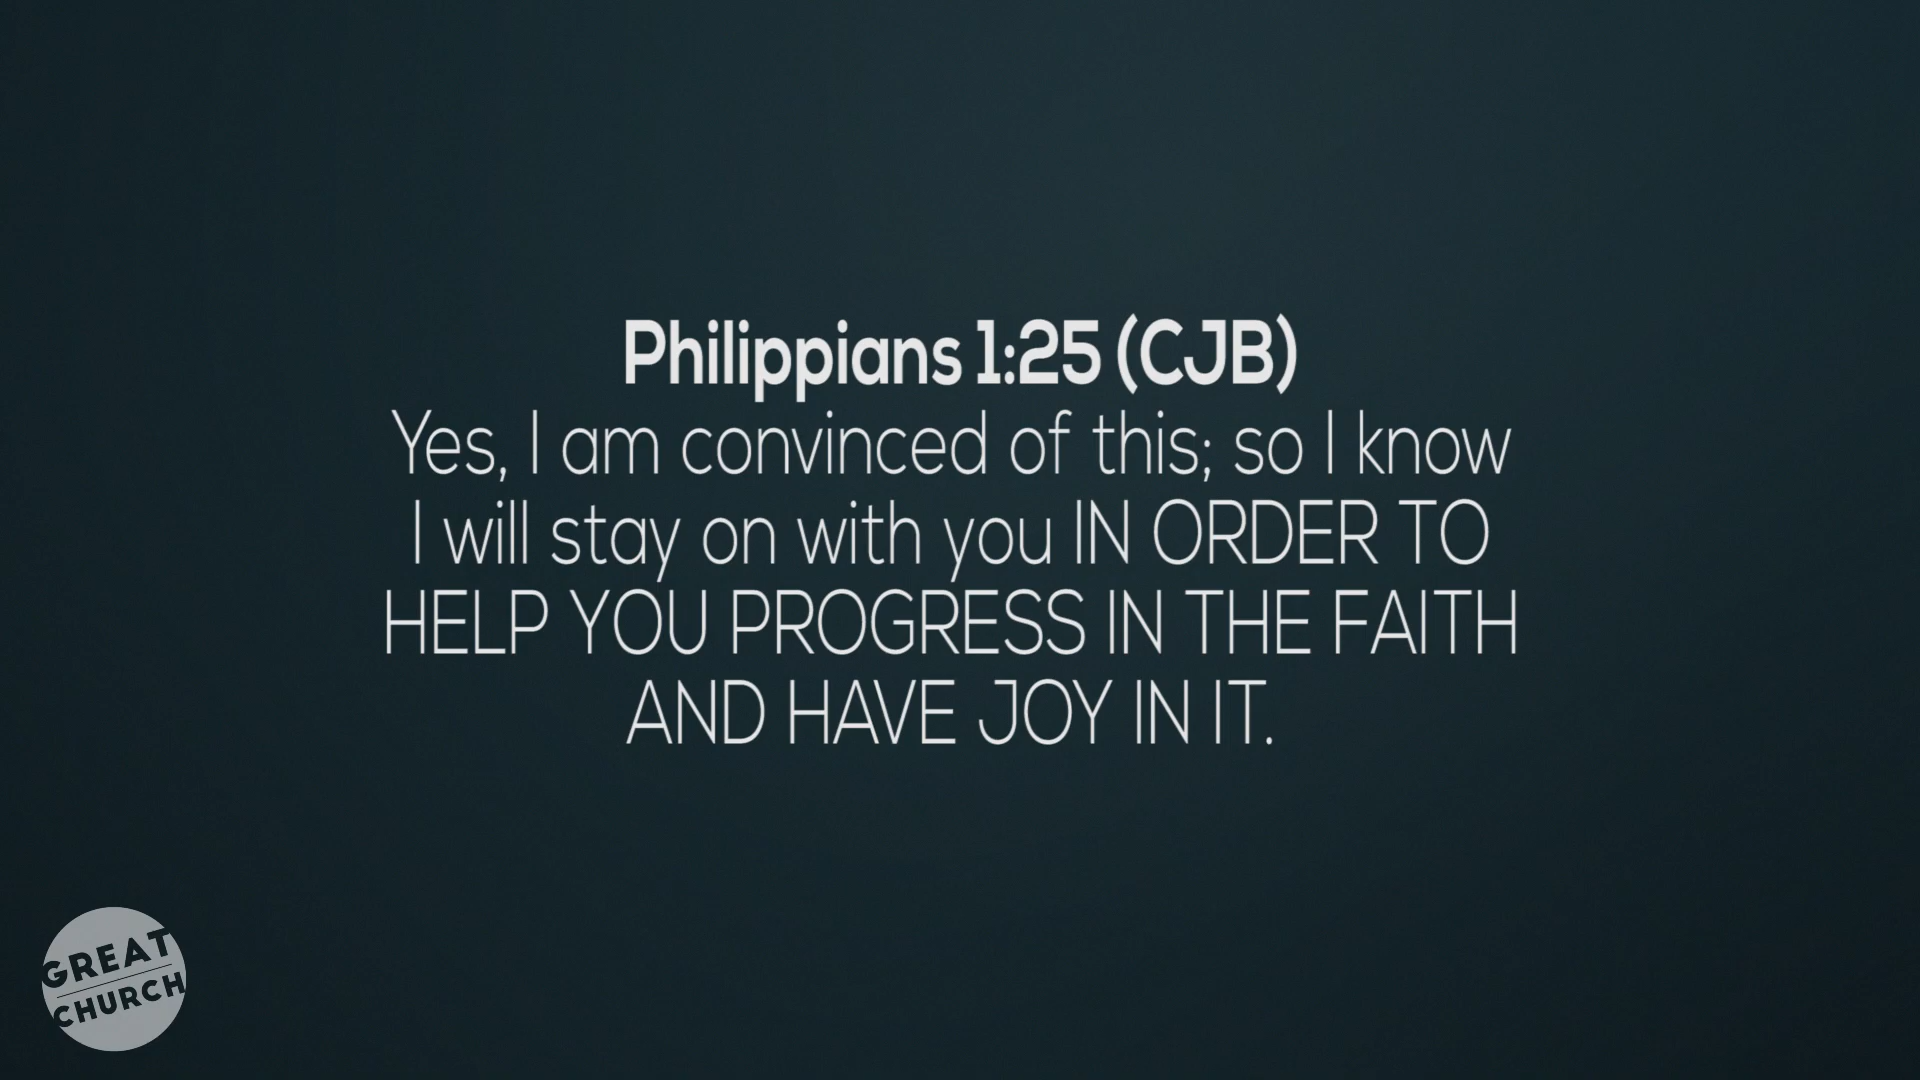 Philippians 1:25 (CJB)
Yes, I am convinced of this; so I know
I will stay on with you IN ORDER TO
HELP YOU PROGRESS IN THE FAITH
AND HAVE JOY IN IT.
GREAT
CHURCH